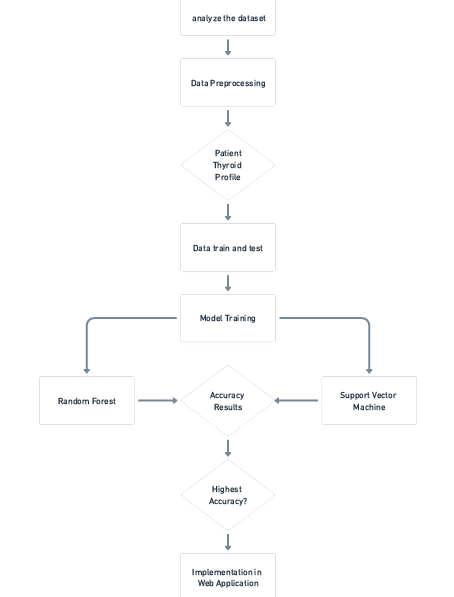 analyze the dataset
Data Preprocessing
Patient
Thyroid
Profile
Data train and test
Model Training
Random Forest
Accuracy
Results
Support Vector
Machine
Highest
Accuracy?
Implementation in
Web Application